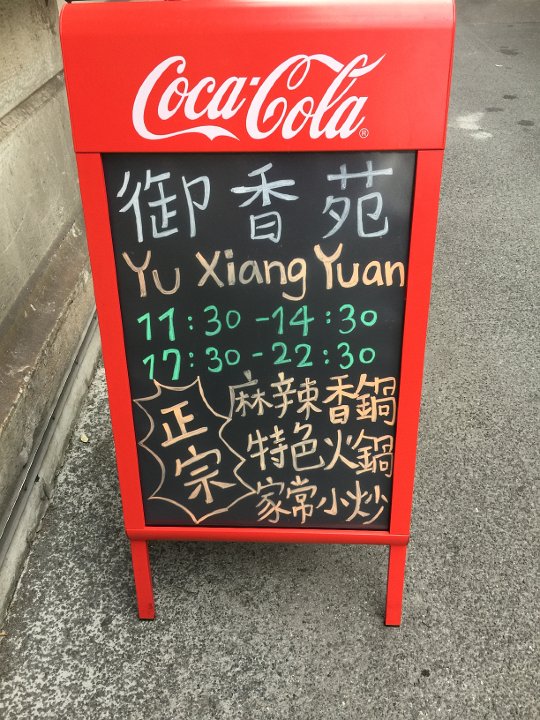 Coca-Cola®
御香苑
Yu Xiang Yuan
11:30-14:30
17:30-22:30
正宗
麻辣香鍋
特色火鍋
家常小炒